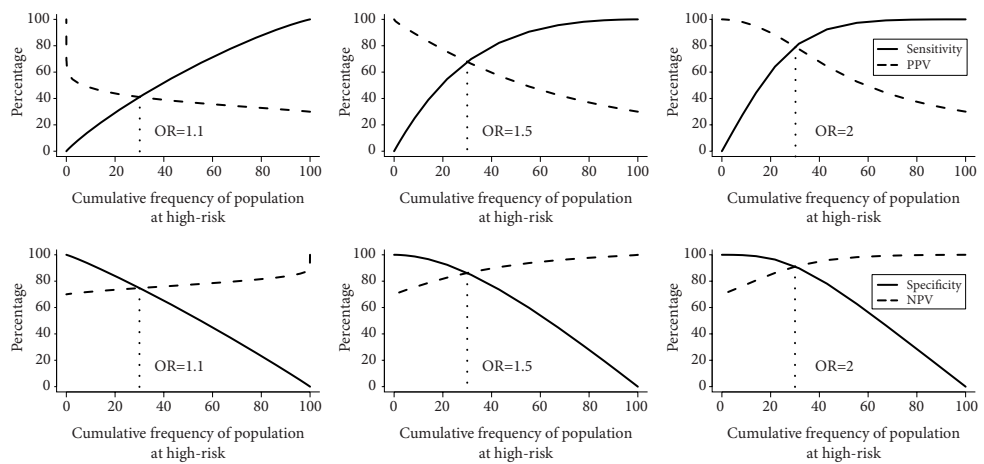 Percentage
100
80
60
40
20
0
OR=1.1
0 20 40 60 80 100
Cumulative frequency of population
at high-risk
Percentage
100
80
60
40
20
0
OR=1.5
0 20 40 60 80 100
Cumulative frequency of population
at high-risk
Percentage
100
80
60
40
20
0
Sensitivity
PPV
OR=2
0 20 40 60 80 100
Cumulative frequency of population
at high-risk
Percentage
100
80
60
40
20
0
OR=1.1
0 20 40 60 80 100
Cumulative frequency of population
at high-risk
Percentage
100
80
60
40
20
0
OR=1.5
0 20 40 60 80 100
Cumulative frequency of population
at high-risk
Percentage
100
80
60
40
20
0
Specificity
NPV
OR=2
0 20 40 60 80 100
Cumulative frequency of population
at high-risk